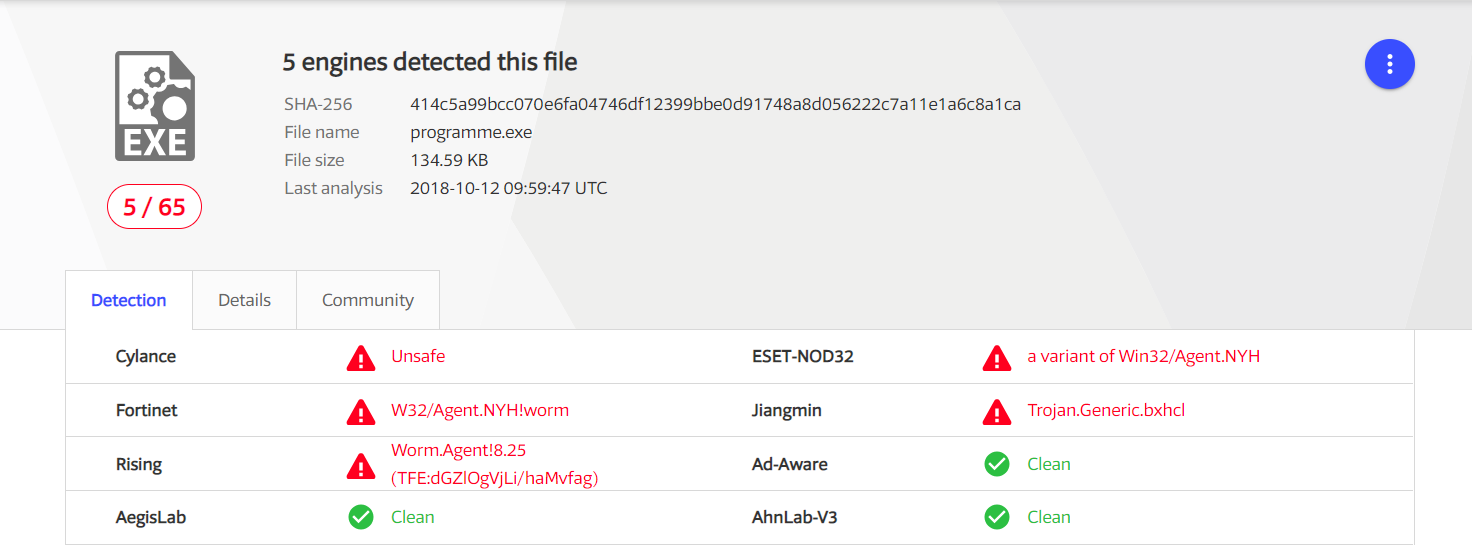 5 engines detected this file
SHA-256 414c5a99bcc070e6fa04746df12399bbe0d91748a8d056222c7a11e1a6c8a1ca
File name programme.exe
File size 134.59 KB
Last analysis 2018-10-12 09:59:47 UTC
EXE
5 / 65
Detection Details Community
Cylance Unsafe ESET-NOD32 a variant of Win32/Agent.NYH
Fortinet W32/Agent.NYH!worm Jiangmin Trojan.Generic.bxhcl
Rising Worm.Agent!8.25 Ad-Aware Clean
(TFE:dGZlOgVjLi/haMvfag)
AegisLab Clean AhnLab-V3 Clean